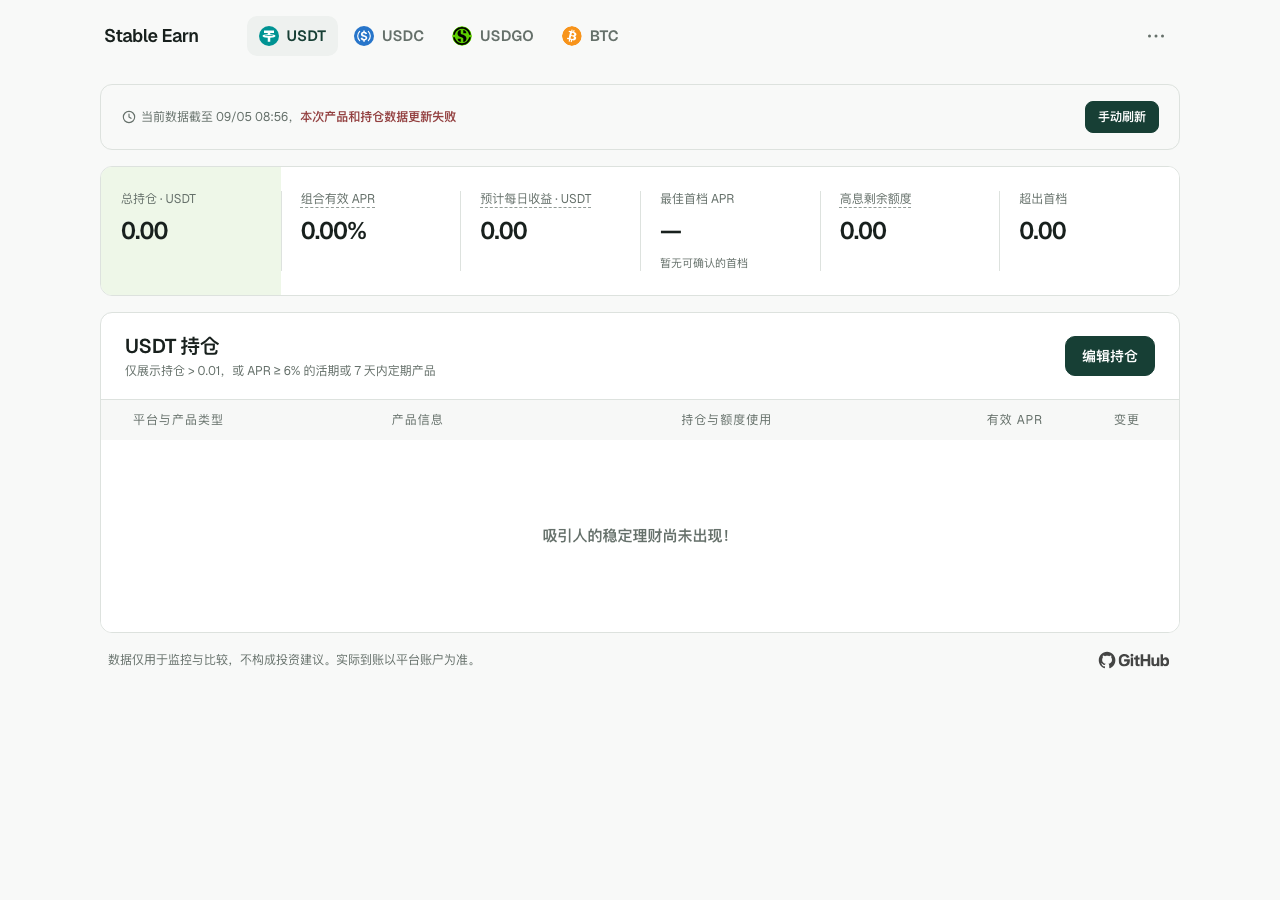 Stable Earn
USDT
USDC
USDGO
BTC
当前数据截至 09/05 08:56，本次产品和持仓数据更新失败
手动刷新
总持仓 · USDT
0.00
组合有效 APR
0.00%
预计每日收益 · USDT
0.00
最佳首档 APR
—
暂无可确认的首档
高息剩余额度
0.00
超出首档
0.00
USDT 持仓
仅展示持仓 > 0.01，或 APR ≥ 6% 的活期或 7 天内定期产品
编辑持仓
平台与产品类型
产品信息
持仓与额度使用
有效 APR
变更
吸引人的稳定理财尚未出现！
数据仅用于监控与比较，不构成投资建议。实际到账以平台账户为准。
GitHub